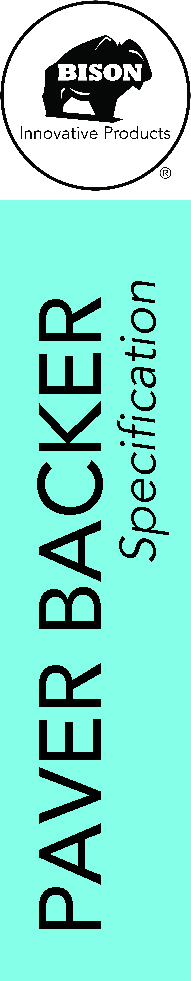 BISON
Innovative Products
®
PAVER BACKER
Specification